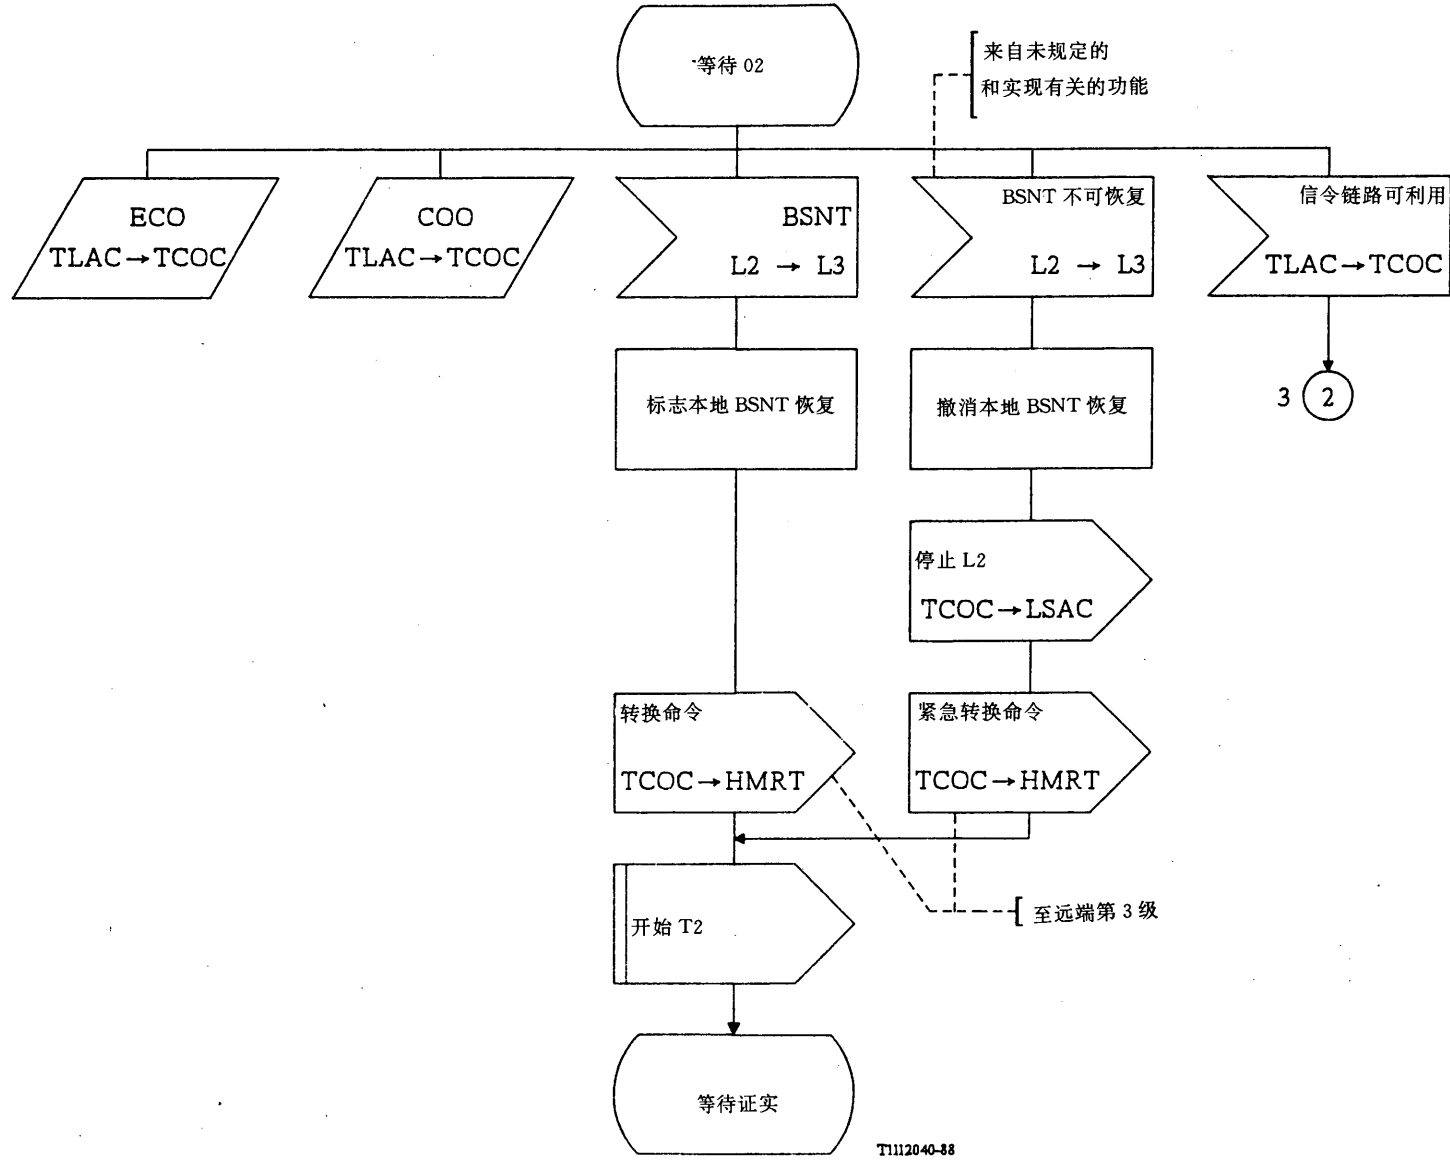 等待 02
来自未规定的
和实现有关的功能
ECO
TLAC→TCOC
COO
TLAC→TCOC
BSNT
L2 → L3
BSNT 不可恢复
L2 → L3
信令链路可利用
TLAC→TCOC
标志本地 BSNT 恢复
撤消本地 BSNT 恢复
3 2
停止 L2
TCOC→LSAC
转换命令
TCOC→HMRT
紧急转换命令
TCOC→HMRT
开始 T2
至远端第 3 级
等待证实
T1112040-88